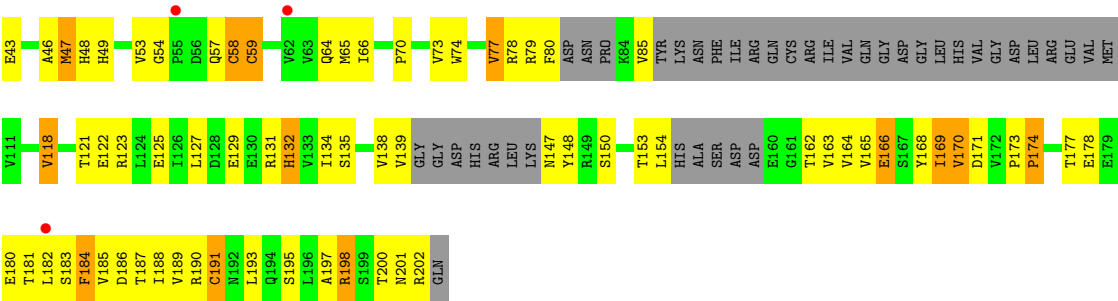 E43 A46 M47 H48 H49 V53 G54 P55 D56 Q57 C58 C59 V62 V63 Q64 M65 I66 P70 V73 W74 V77 R78 R79 F80 ASP ASN PRO K84 V85 TYR LYS ASN PHE ILE ARG GLN CYS ARG ILE VAL GLN GLY ASP GLY LEU HIS VAL GLY ASP LEU ARG GLU VAL MET
V111 V118 T121 E122 R123 L124 E125 I126 L127 D128 E129 E130 R131 H132 V133 I134 S135 V138 V139 GLY GLY ASP HIS ARG LEU LYS N147 Y148 R149 S150 T153 L154 HIS ALA SER ASP ASP E160 G161 T162 V163 V164 V165 E166 S167 Y168 I169 V170 D171 V172 P173 P174 T177 E178 E179
E180 T181 L182 S183 F184 V185 D186 T187 I188 V189 R190 C191 N192 L193 Q194 S195 L196 A197 R198 S199 T200 N201 R202 GLN